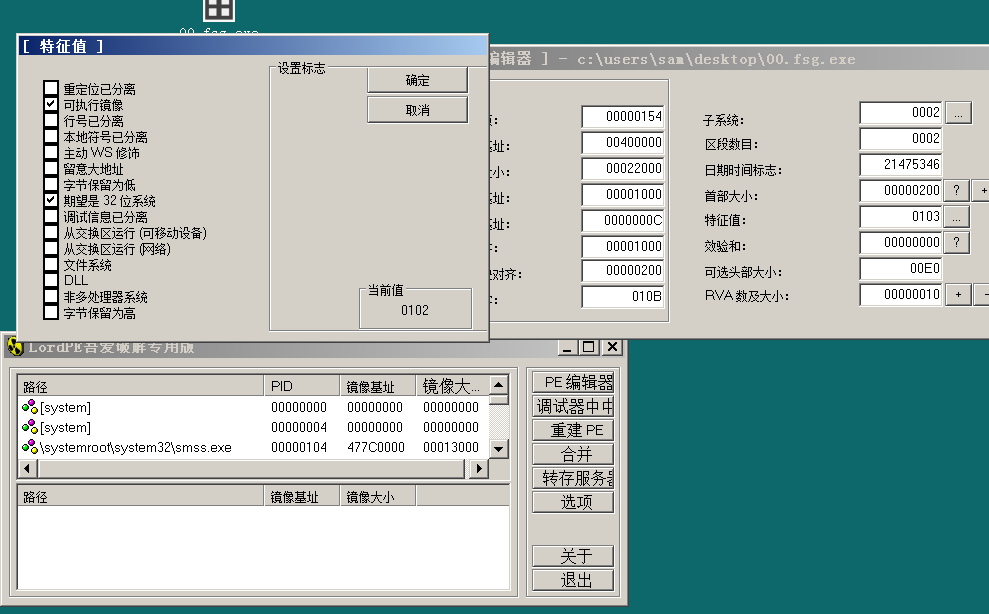 00.fsg.exe
[ 特征值 ]
重定位已分离
可执行镜像
行号已分离
本地符号已分离
主动 WS 修饰
留意大地址
字节保留为低
期望是 32 位系统
调试信息已分离
从交换区运行 (可移动设备)
从交换区运行 (网络)
文件系统
DLL
非多处理器系统
字节保留为高
设置标志
确定
取消
当前值
0102
编辑器 ] - c:\users\sam\desktop\00.fsg.exe
00000154
址: 00400000
小: 00022000
址: 00001000
址: 0000000C
00001000
对齐: 00000200
010B
子系统: 0002 ...
区段数目: 0002
日期时间标志: 21475346
首部大小: 00000200 ? +
特征值: 0103 ...
效验和: 00000000 ?
可选头部大小: 00E0
RVA 数及大小: 00000010 + -
LordPE吾爱破解专用版
路径 PID 镜像基址 镜像大...
[system] 00000000 00000000 00000000
[system] 00000004 00000000 00000000
\systemroot\system32\smss.exe 00000104 477C0000 00013000
路径 镜像基址 镜像大小
PE 编辑器
调试器中中
重建 PE
合并
转存服务器
选项
关于
退出